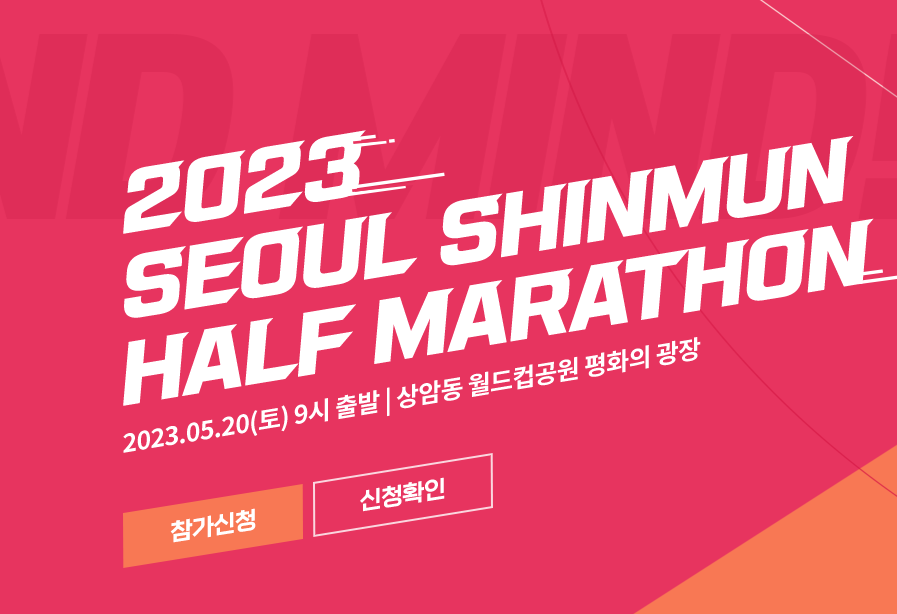 2023
SEOUL SHINMUN
HALF MARATHON
2023.05.20(토) 9시 출발 | 상암동 월드컵공원 평화의 광장
참가신청
신청확인